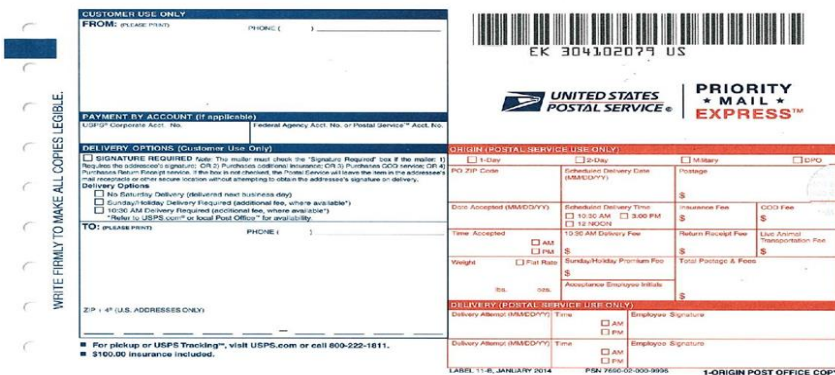 WRITE FIRMLY TO MAKE ALL COPIES LEGIBLE.
CUSTOMER USE ONLY
FROM: (PLEASE PRINT)
PHONE ( )
PAYMENT BY ACCOUNT (if applicable)
USPS® Corporate Acct. No.
Federal Agency Acct. No. or Postal Service™ Acct. No.
DELIVERY OPTIONS (Customer Use Only)
SIGNATURE REQUIRED Note: The mailer must check the "Signature Required" box if the mailer: 1)
Requires the addressee's signature; OR 2) Purchases additional insurance; OR 3) Purchases COD service; OR 4)
Purchases Return Receipt service. If the box is not checked, the Postal Service will leave the item in the addressee's
mail receptacle or other secure location without attempting to obtain the addressee's signature on delivery.
Delivery Options
No Saturday Delivery (delivered next business day)
Sunday/Holiday Delivery Required (additional fee, where available*)
10:30 AM Delivery Required (additional fee, where available*)
*Refer to USPS.com® or local Post Office™ for availability.
TO: (PLEASE PRINT)
PHONE ( )
ZIP + 4® (U.S. ADDRESSES ONLY)
For pickup or USPS Tracking™, visit USPS.com or call 800-222-1811.
$100.00 insurance included.
EK 304102079 US
UNITED STATES
POSTAL SERVICE®
PRIORITY
★ MAIL ★
EXPRESS™
ORIGIN (POSTAL SERVICE USE ONLY)
1-Day
2-Day
Military
DPO
PO ZIP Code
Scheduled Delivery Date
(MM/DD/YY)
Postage
$
Date Accepted (MM/DD/YY)
Scheduled Delivery Time
10:30 AM
3:00 PM
12 NOON
Insurance Fee
$
COD Fee
$
Time Accepted
AM
PM
10:30 AM Delivery Fee
$
Return Receipt Fee
$
Live Animal
Transportation Fee
$
Weight
Flat Rate
lbs. ozs.
Sunday/Holiday Premium Fee
$
Total Postage & Fees
$
Acceptance Employee Initials
DELIVERY (POSTAL SERVICE USE ONLY)
Delivery Attempt (MM/DD/YY)
Time
AM
PM
Employee Signature
Delivery Attempt (MM/DD/YY)
Time
AM
PM
Employee Signature
LABEL 11-B, JANUARY 2014
PSN 7690-02-000-9996
1-ORIGIN POST OFFICE COPY